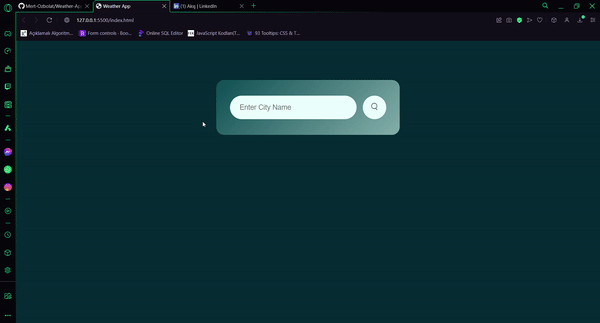 Mert-Ozbolat/Weather-Ap
Weather App
Akış | LinkedIn
127.0.0.1:5500/index.html
Açıklamalı Algoritm...
Form controls · Boo...
Online SQL Editor
JavaScript Kodları(T...
93 Tooltips: CSS & T...
Enter City Name